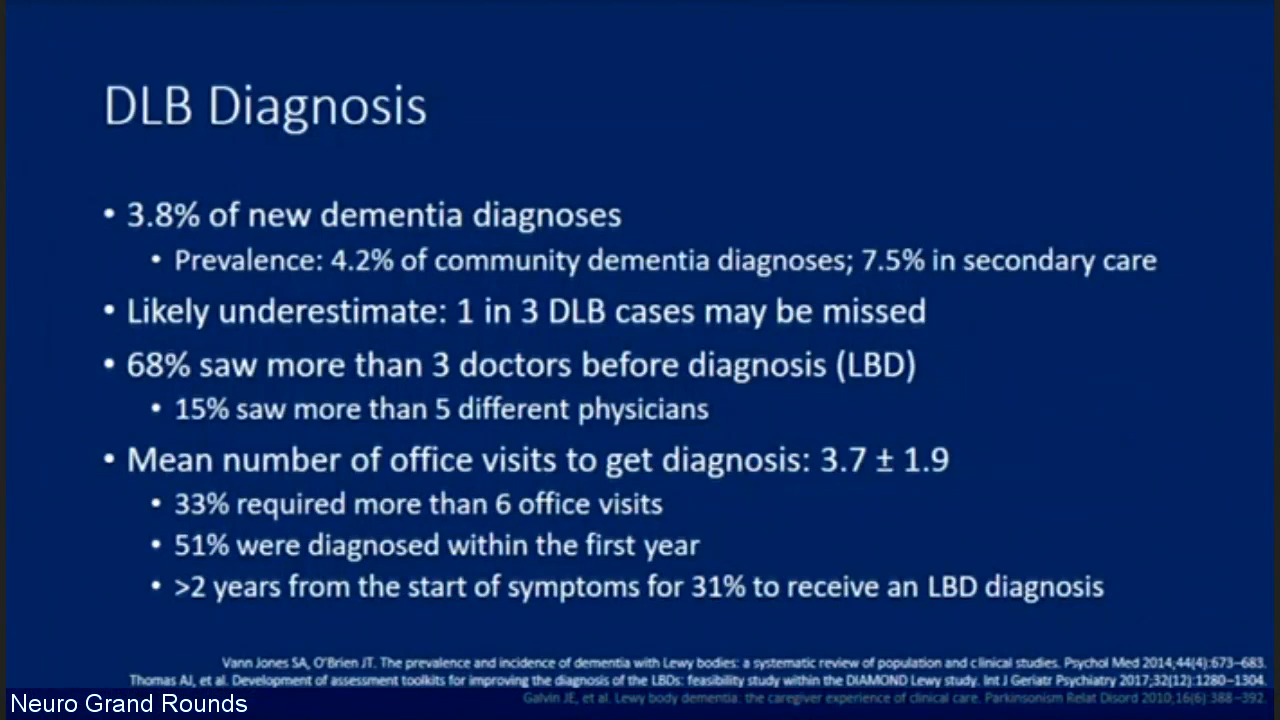 DLB Diagnosis
• 3.8% of new dementia diagnoses
• Prevalence: 4.2% of community dementia diagnoses; 7.5% in secondary care
• Likely underestimate: 1 in 3 DLB cases may be missed
• 68% saw more than 3 doctors before diagnosis (LBD)
• 15% saw more than 5 different physicians
• Mean number of office visits to get diagnosis: 3.7 ± 1.9
• 33% required more than 6 office visits
• 51% were diagnosed within the first year
• >2 years from the start of symptoms for 31% to receive an LBD diagnosis
Vann Jones SA, O'Brien JT. The prevalence and incidence of dementia with Lewy bodies: a systematic review of population and clinical studies. Psychol Med 2014;44(4):673–683.
Thomas AJ, et al. Development of assessment toolkits for improving the diagnosis of the LBDs: feasibility study within the DIAMOND Lewy study. Int J Geriatr Psychiatry 2017;32(12):1280–1304.
Galvin JE, et al. Lewy body dementia: the caregiver experience of clinical care. Parkinsonism Relat Disord 2010;16(6):388–392.
Neuro Grand Rounds